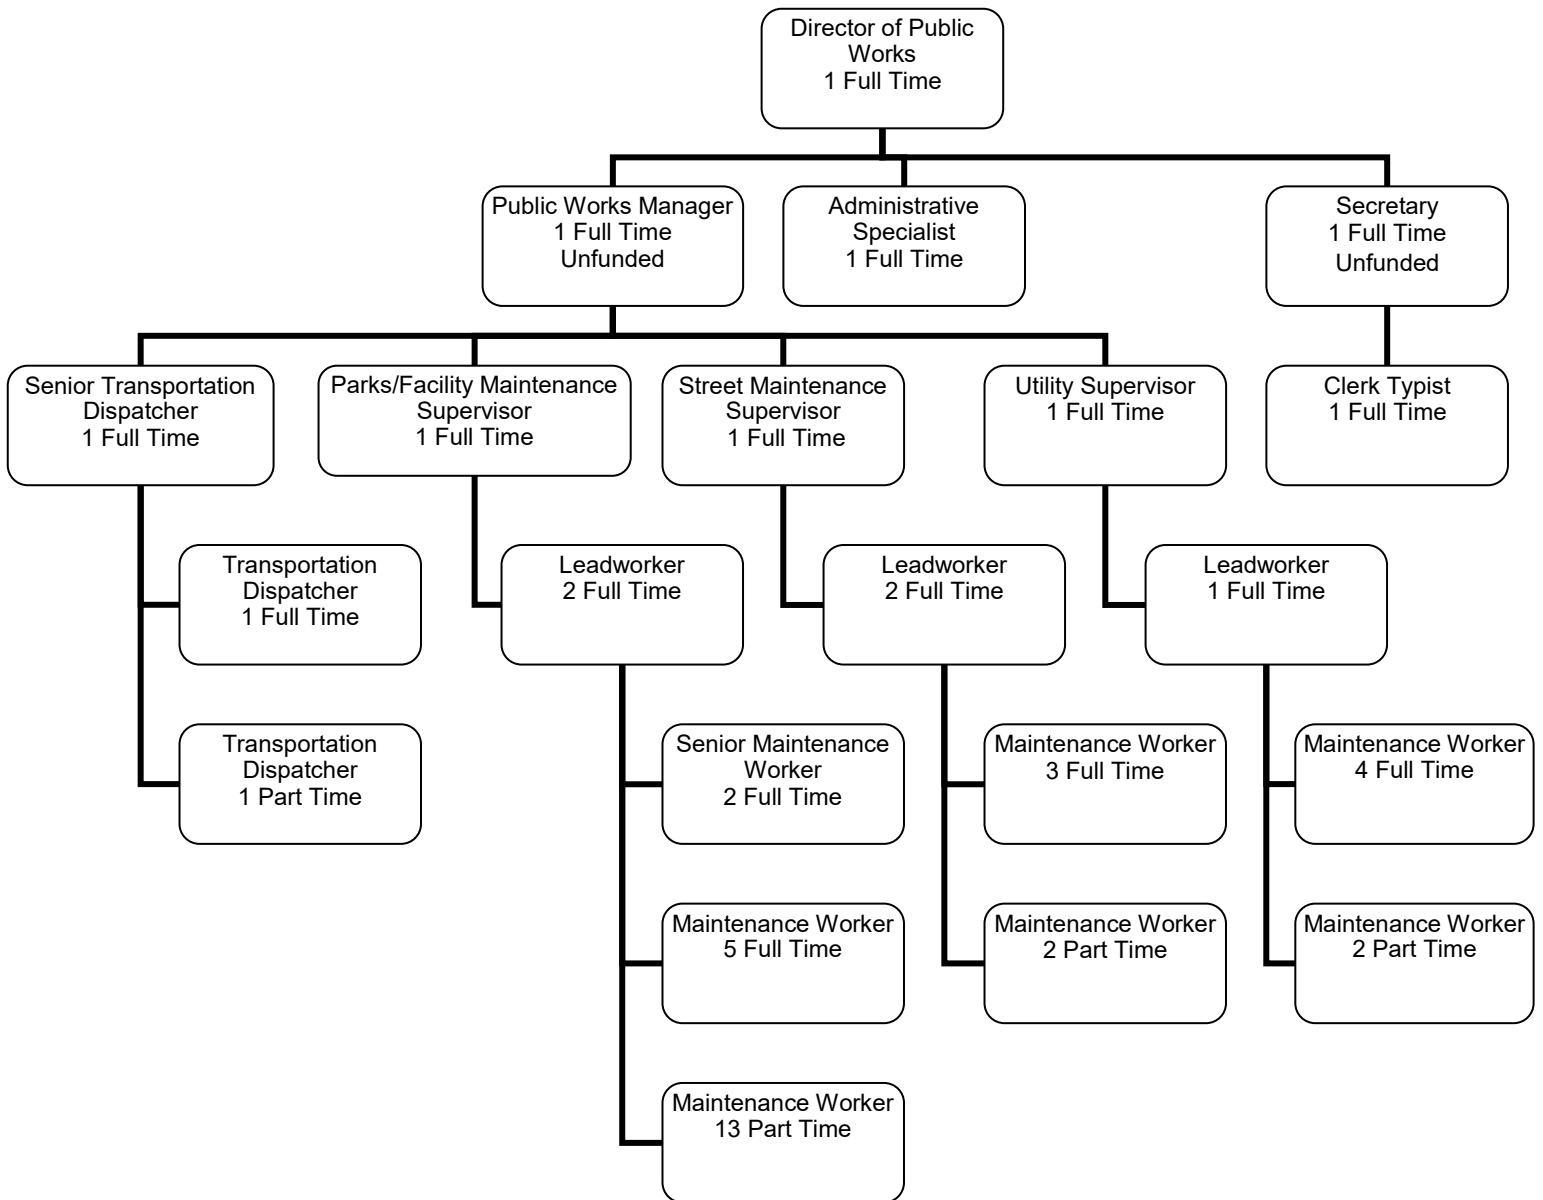 Director of Public
Works
1 Full Time
Public Works Manager
1 Full Time
Unfunded
Administrative
Specialist
1 Full Time
Secretary
1 Full Time
Unfunded
Senior Transportation
Dispatcher
1 Full Time
Parks/Facility Maintenance
Supervisor
1 Full Time
Street Maintenance
Supervisor
1 Full Time
Utility Supervisor
1 Full Time
Clerk Typist
1 Full Time
Transportation
Dispatcher
1 Full Time
Leadworker
2 Full Time
Leadworker
2 Full Time
Leadworker
1 Full Time
Transportation
Dispatcher
1 Part Time
Senior Maintenance
Worker
2 Full Time
Maintenance Worker
3 Full Time
Maintenance Worker
4 Full Time
Maintenance Worker
5 Full Time
Maintenance Worker
2 Part Time
Maintenance Worker
2 Part Time
Maintenance Worker
13 Part Time